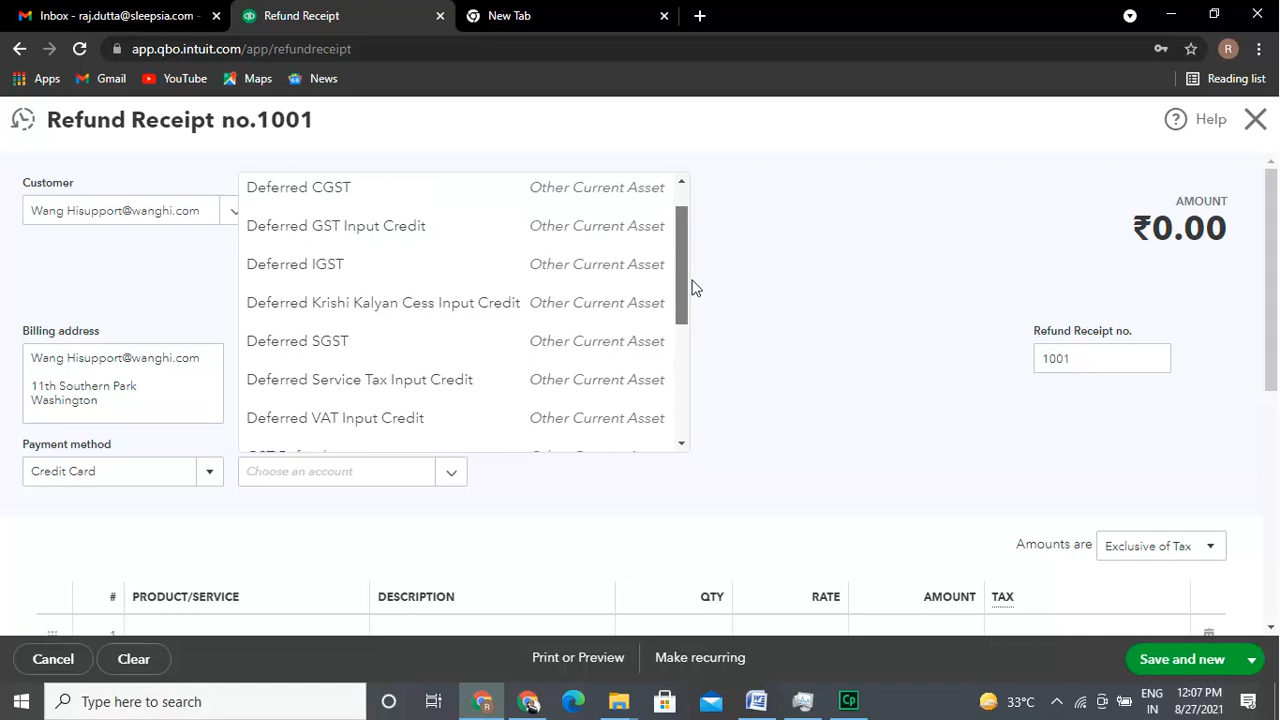 Inbox - raj.dutta@sleepsia.com -
Refund Receipt
New Tab
app.qbo.intuit.com/app/refundreceipt
R
Apps
Gmail
YouTube
Maps
News
Reading list
Refund Receipt no.1001
Help
Customer
Wang Hisupport@wanghi.com
Deferred CGST Other Current Asset
Deferred GST Input Credit Other Current Asset
Deferred IGST Other Current Asset
Deferred Krishi Kalyan Cess Input Credit Other Current Asset
Deferred SGST Other Current Asset
Deferred Service Tax Input Credit Other Current Asset
Deferred VAT Input Credit Other Current Asset
AMOUNT
₹0.00
Billing address
Wang Hisupport@wanghi.com
11th Southern Park
Washington
Refund Receipt no.
1001
Payment method
Credit Card
Choose an account
Amounts are Exclusive of Tax
# PRODUCT/SERVICE DESCRIPTION QTY RATE AMOUNT TAX
Cancel
Clear
Print or Preview
Make recurring
Save and new
Type here to search
33°C
ENG
IN
12:07 PM
8/27/2021